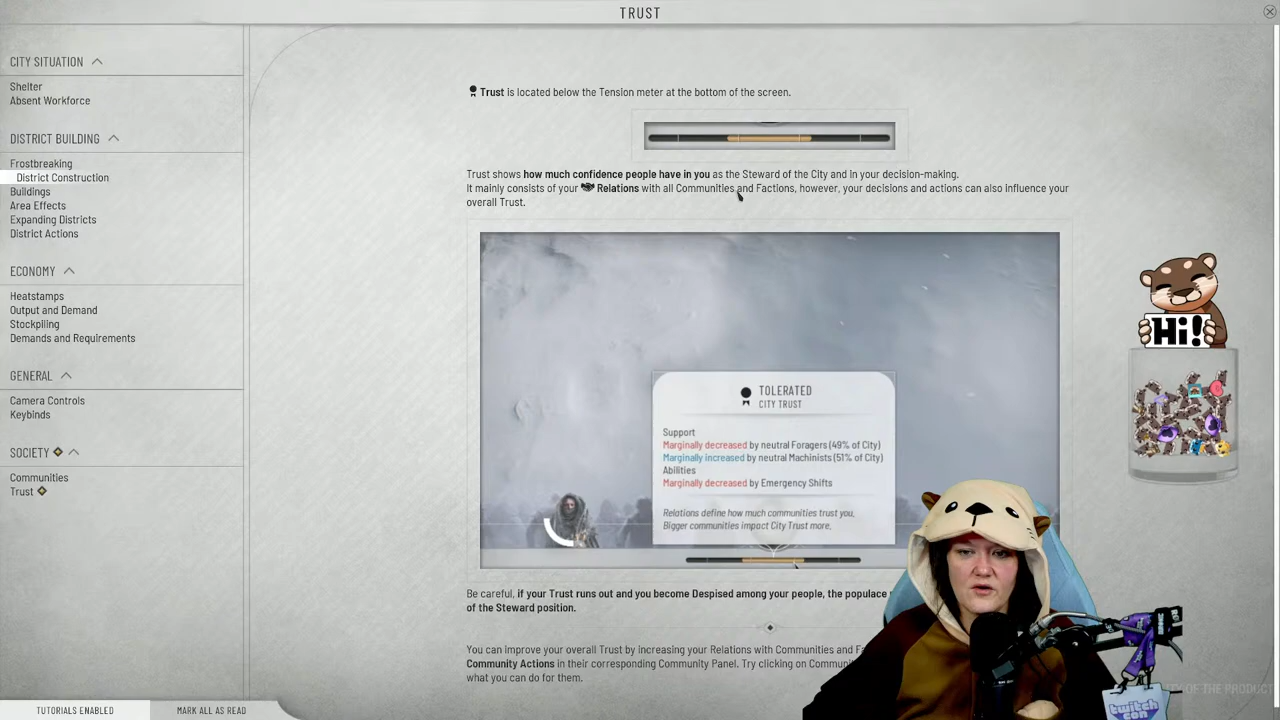 TRUST
CITY SITUATION
Shelter
Absent Workforce
DISTRICT BUILDING
Frostbreaking
District Construction
Buildings
Area Effects
Expanding Districts
District Actions
ECONOMY
Heatstamps
Output and Demand
Stockpiling
Demands and Requirements
GENERAL
Camera Controls
Keybinds
SOCIETY
Communities
Trust
TUTORIALS ENABLED
MARK ALL AS READ
Trust is located below the Tension meter at the bottom of the screen.
Trust shows how much confidence people have in you as the Steward of the City and in your decision-making.
It mainly consists of your Relations with all Communities and Factions, however, your decisions and actions can also influence your
overall Trust.
TOLERATED
CITY TRUST
Support
Marginally decreased by neutral Foragers (49% of City)
Marginally increased by neutral Machinists (51% of City)
Abilities
Marginally decreased by Emergency Shifts
Relations define how much communities trust you.
Bigger communities impact City Trust more.
Be careful, if your Trust runs out and you become Despised among your people, the populace
of the Steward position.
You can improve your overall Trust by increasing your Relations with Communities and
Community Actions in their corresponding Community Panel. Try clicking on
what you can do for them.
Hi!
twitch
con
OF THE PRODUCT